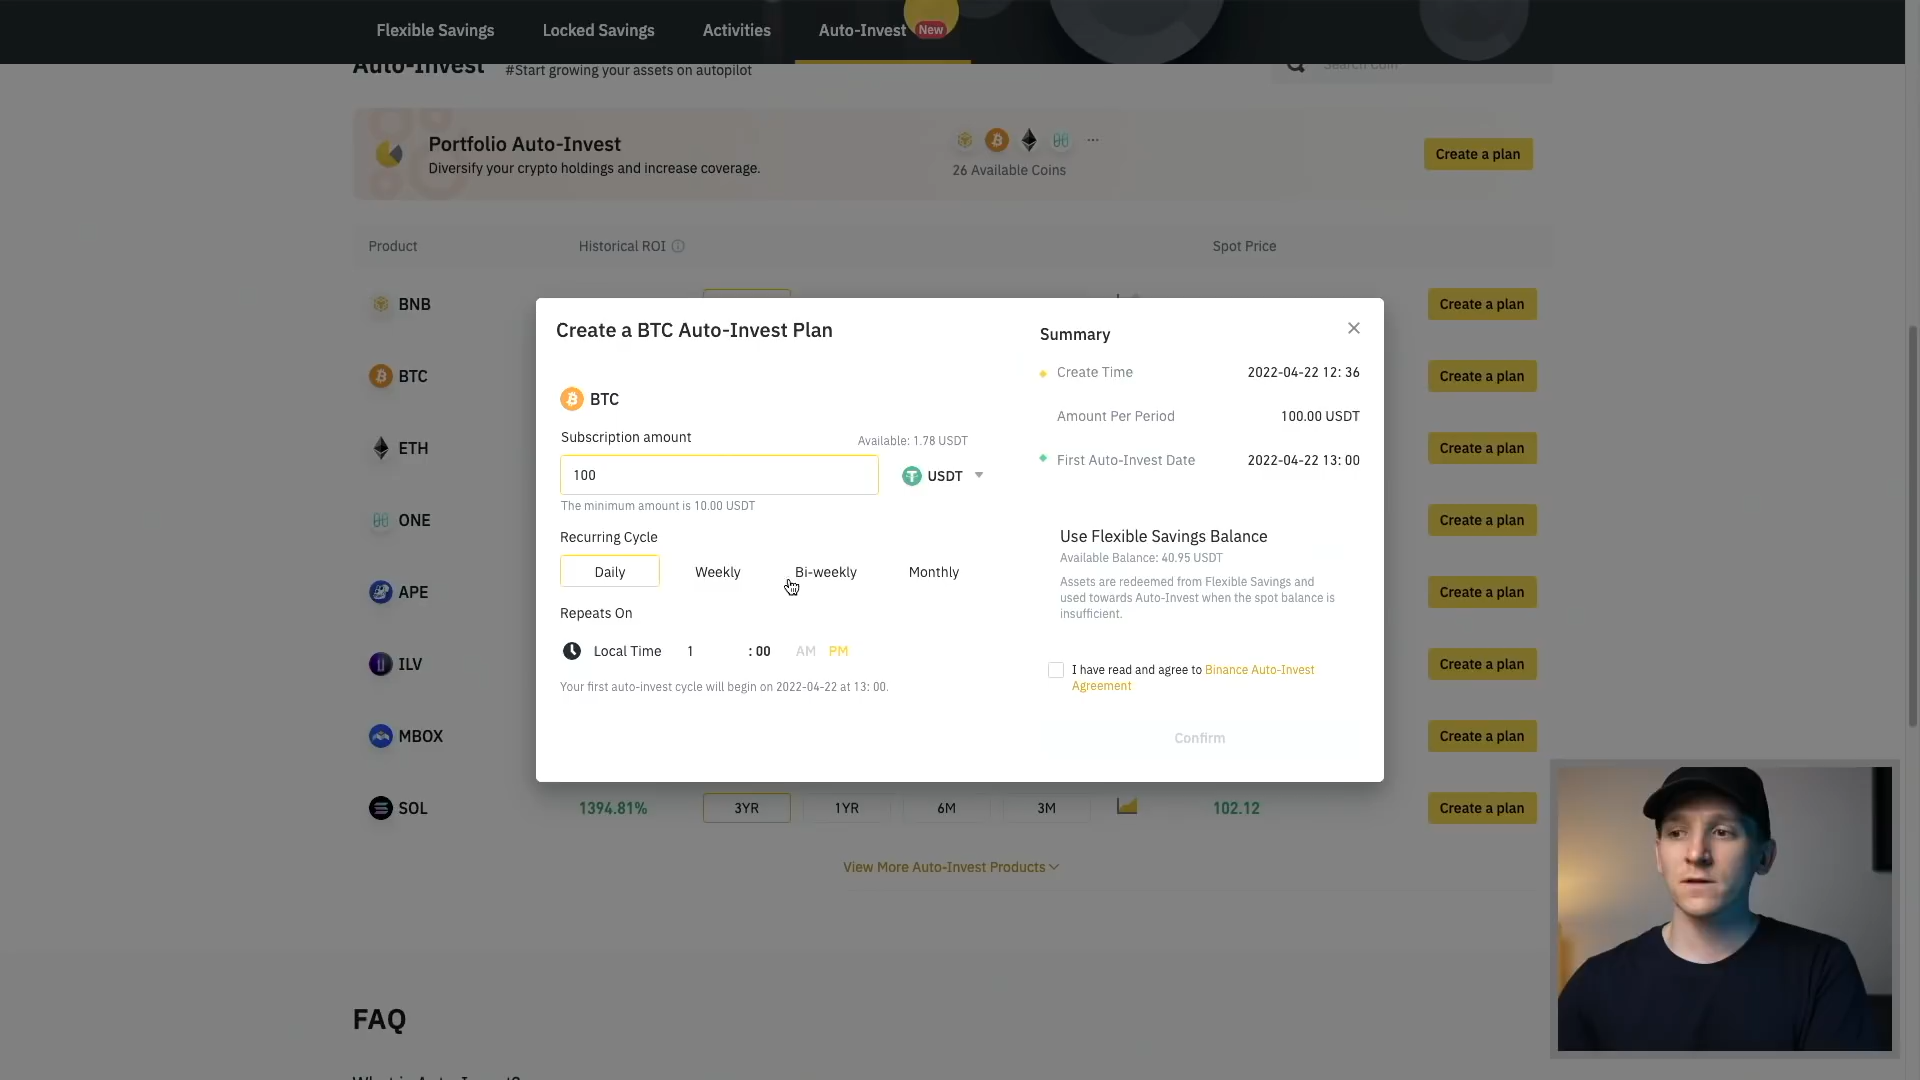 Flexible Savings
Locked Savings
Activities
Auto-Invest New
Auto-Invest #Start growing your assets on autopilot
Search Coin
Portfolio Auto-Invest
Diversify your crypto holdings and increase coverage.
26 Available Coins
Create a plan
Product
Historical ROI
Spot Price
BNB
Create a plan
BTC
Create a plan
ETH
Create a plan
ONE
Create a plan
APE
Create a plan
ILV
Create a plan
MBOX
Create a plan
SOL
1394.81%
3YR
1YR
6M
3M
102.12
Create a plan
View More Auto-Invest Products
FAQ
What is Auto-Invest?
Create a BTC Auto-Invest Plan
BTC
Subscription amount
Available: 1.78 USDT
100
USDT
The minimum amount is 10.00 USDT
Recurring Cycle
Daily
Weekly
Bi-weekly
Monthly
Repeats On
Local Time 1 : 00 AM PM
Your first auto-invest cycle will begin on 2022-04-22 at 13: 00.
Summary
Create Time 2022-04-22 12: 36
Amount Per Period 100.00 USDT
First Auto-Invest Date 2022-04-22 13: 00
Use Flexible Savings Balance
Available Balance: 40.95 USDT
Assets are redeemed from Flexible Savings and
used towards Auto-Invest when the spot balance is
insufficient.
I have read and agree to Binance Auto-Invest
Agreement
Confirm